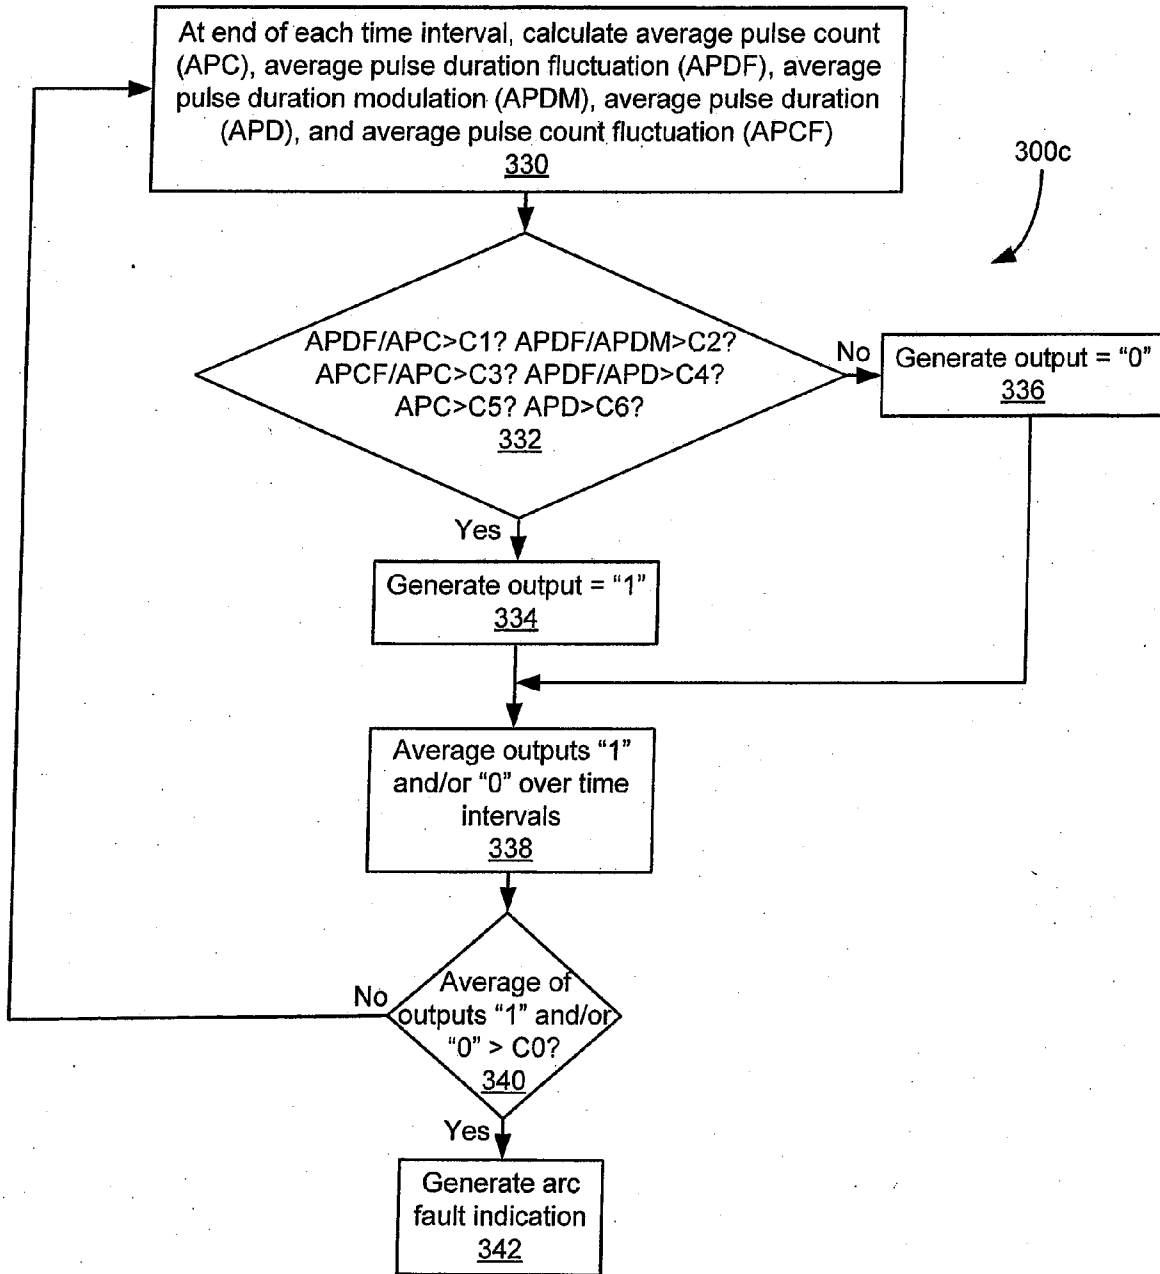 At end of each time interval, calculate average pulse count
(APC), average pulse duration fluctuation (APDF), average
pulse duration modulation (APDM), average pulse duration
(APD), and average pulse count fluctuation (APCF)
330
300c
APDF/APC>C1? APDF/APDM>C2?
APCF/APC>C3? APDF/APD>C4?
APC>C5? APD>C6?
332
No
Generate output = “0”
336
Yes
Generate output = “1”
334
Average outputs “1”
and/or “0” over time
intervals
338
No
Average of
outputs “1” and/or
“0” > C0?
340
Yes
Generate arc
fault indication
342